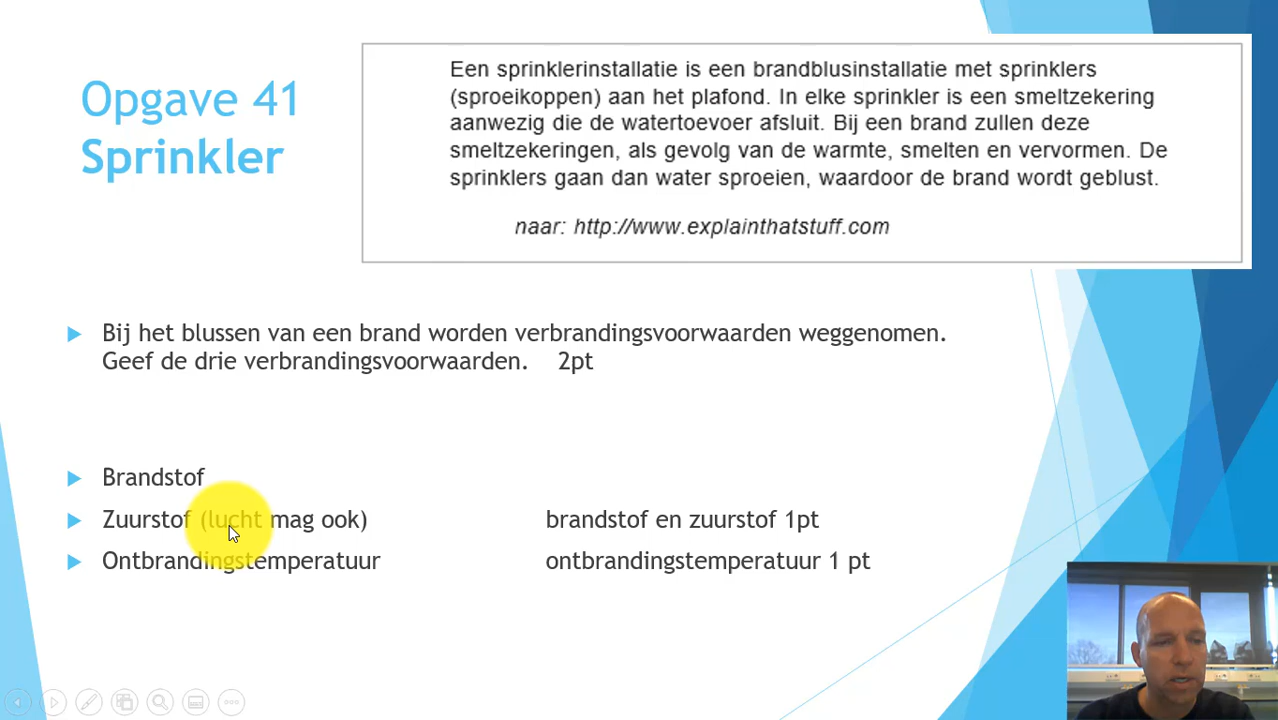 Opgave 41
Sprinkler
Een sprinklerinstallatie is een brandblusinstallatie met sprinklers
(sproeikoppen) aan het plafond. In elke sprinkler is een smeltzekering
aanwezig die de watertoevoer afsluit. Bij een brand zullen deze
smeltzekeringen, als gevolg van de warmte, smelten en vervormen. De
sprinklers gaan dan water sproeien, waardoor de brand wordt geblust.
naar: http://www.explainthatstuff.com
Bij het blussen van een brand worden verbrandingsvoorwaarden weggenomen.
Geef de drie verbrandingsvoorwaarden. 2pt
Brandstof
Zuurstof (lucht mag ook) brandstof en zuurstof 1pt
Ontbrandingstemperatuur ontbrandingstemperatuur 1 pt